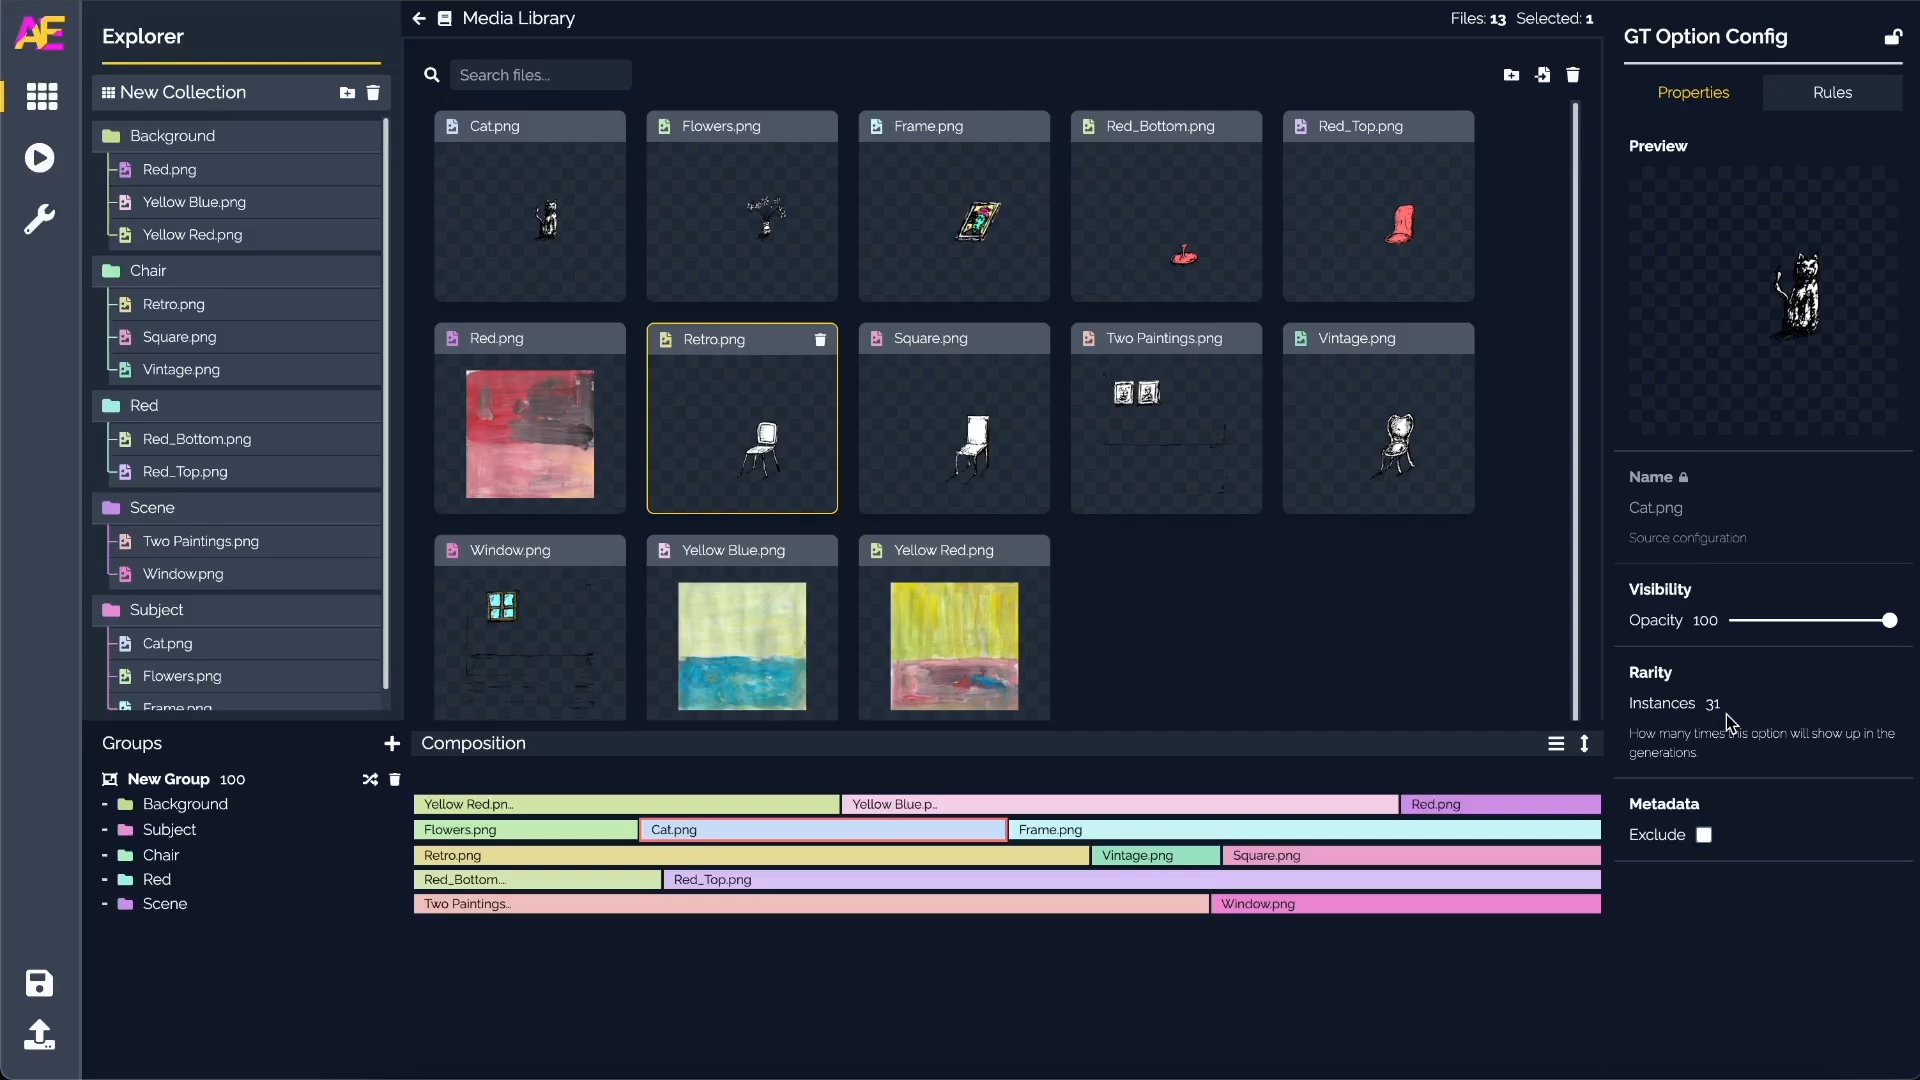 AE
Explorer
New Collection
Background
Red.png
Yellow Blue.png
Yellow Red.png
Chair
Retro.png
Square.png
Vintage.png
Red
Red_Bottom.png
Red_Top.png
Scene
Two Paintings.png
Window.png
Subject
Cat.png
Flowers.png
Frame.png
Media Library
Files: 13 Selected: 1
Search files...
Cat.png
Flowers.png
Frame.png
Red_Bottom.png
Red_Top.png
Red.png
Retro.png
Square.png
Two Paintings.png
Vintage.png
Window.png
Yellow Blue.png
Yellow Red.png
Groups
New Group 100
- Background
- Subject
- Chair
- Red
- Scene
Composition
Yellow Red.pn...
Yellow Blue.p...
Red.png
Flowers.png
Cat.png
Frame.png
Retro.png
Vintage.png
Square.png
Red_Bottom....
Red_Top.png
Two Paintings...
Window.png
GT Option Config
Properties
Rules
Preview
Name
Cat.png
Source configuration
Visibility
Opacity 100
Rarity
Instances 31
How many times this option will show up in the
generations.
Metadata
Exclude